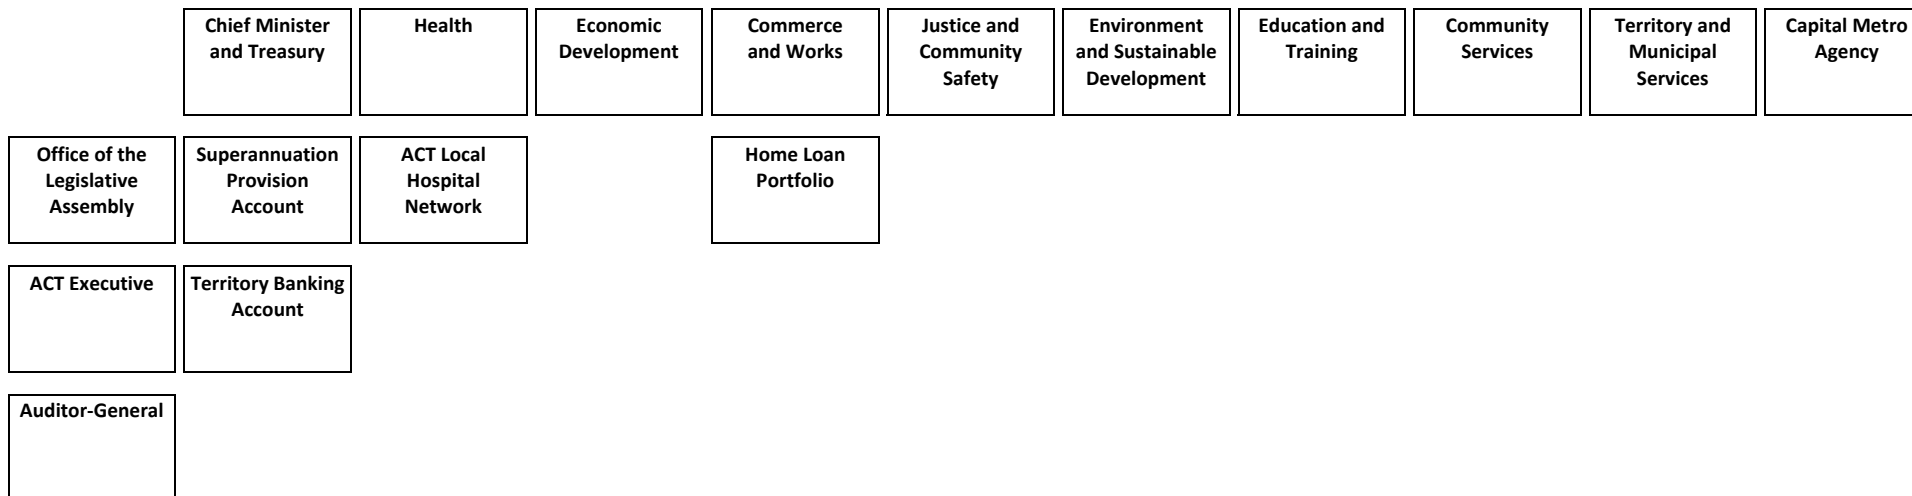 Chief Minister
and Treasury
Health
Economic
Development
Commerce
and Works
Justice and
Community
Safety
Environment
and Sustainable
Development
Education and
Training
Community
Services
Territory and
Municipal
Services
Capital Metro
Agency
Office of the
Legislative
Assembly
Superannuation
Provision
Account
ACT Local
Hospital
Network
Home Loan
Portfolio
ACT Executive
Territory Banking
Account
Auditor-General